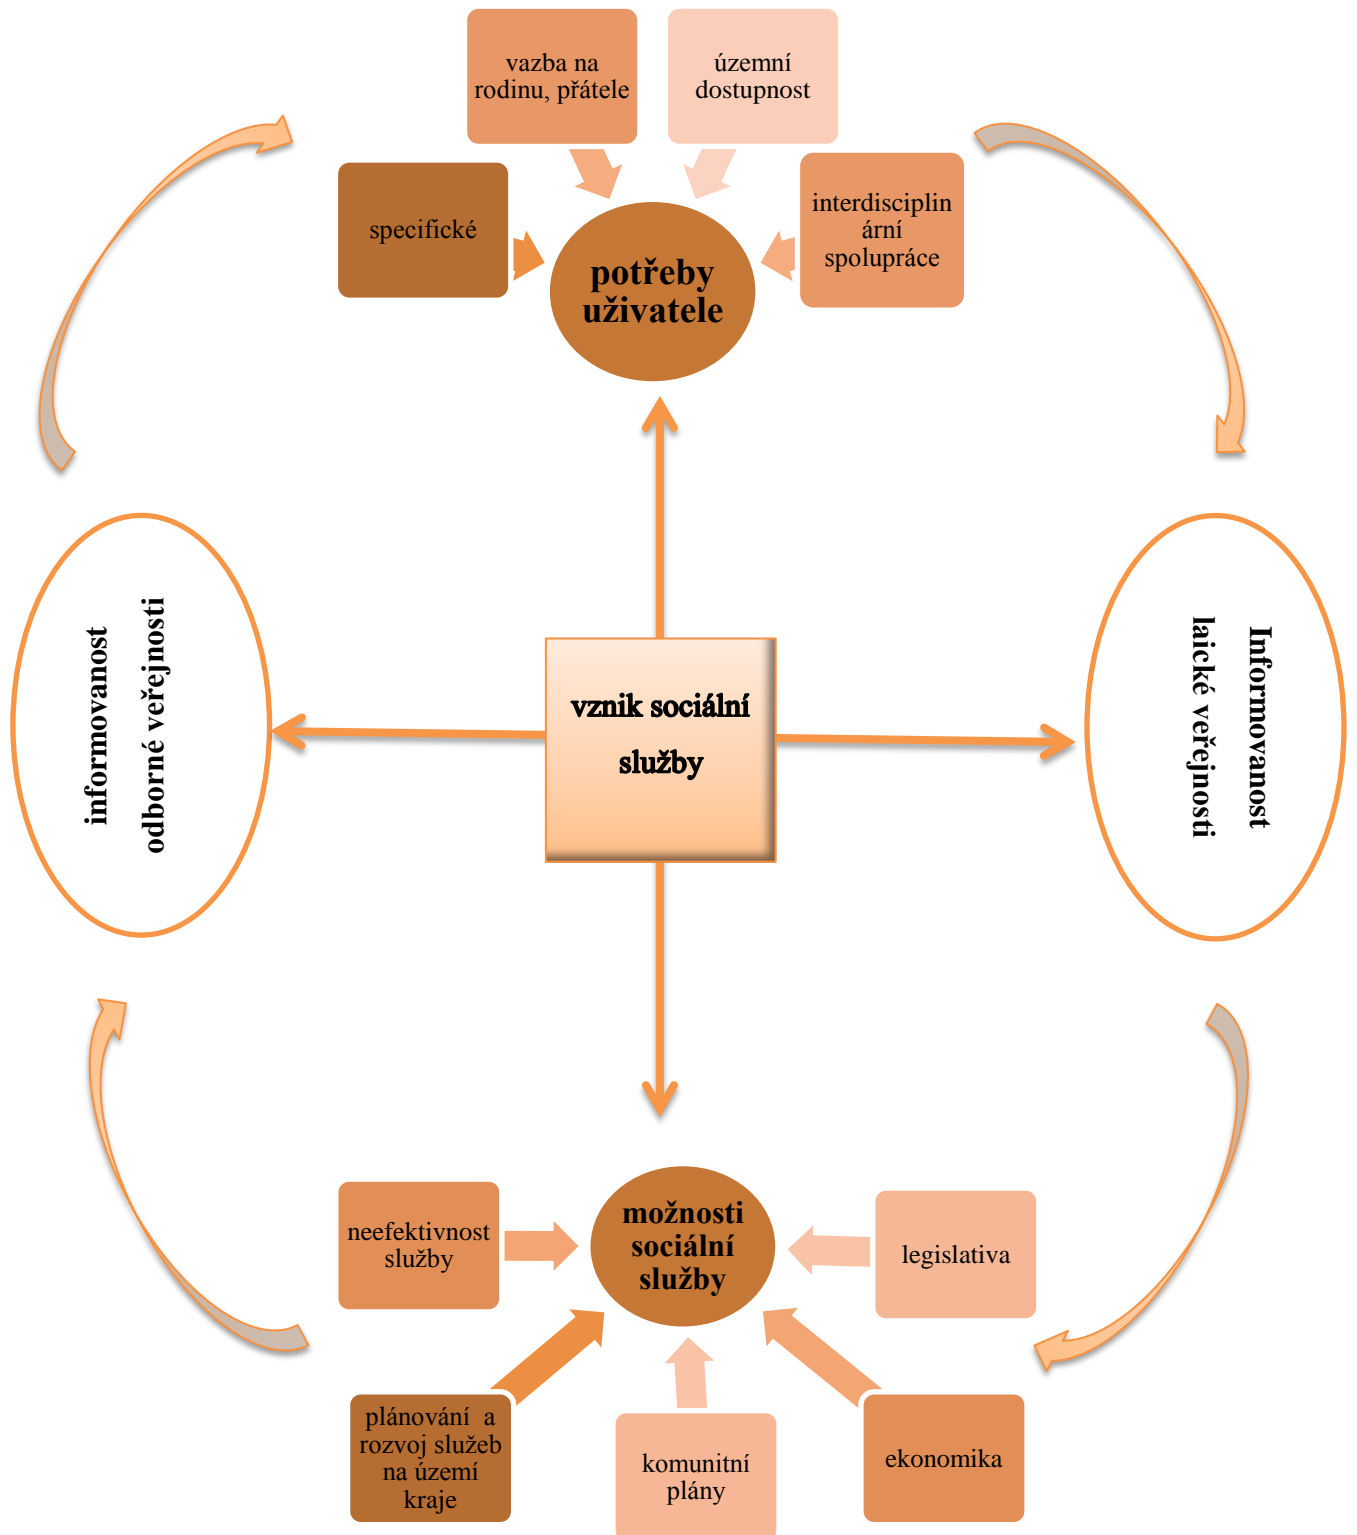 vazba na
rodinu, přátele
územní
dostupnost
specifické
interdisciplin
ární
spolupráce
potřeby
uživatele
informovanost
odborné veřejnosti
vznik sociální
služby
Informovanost
laické veřejnosti
neefektivnost
služby
možnosti
sociální
služby
legislativa
plánování  a
rozvoj služeb
na území
kraje
komunitní
plány
ekonomika